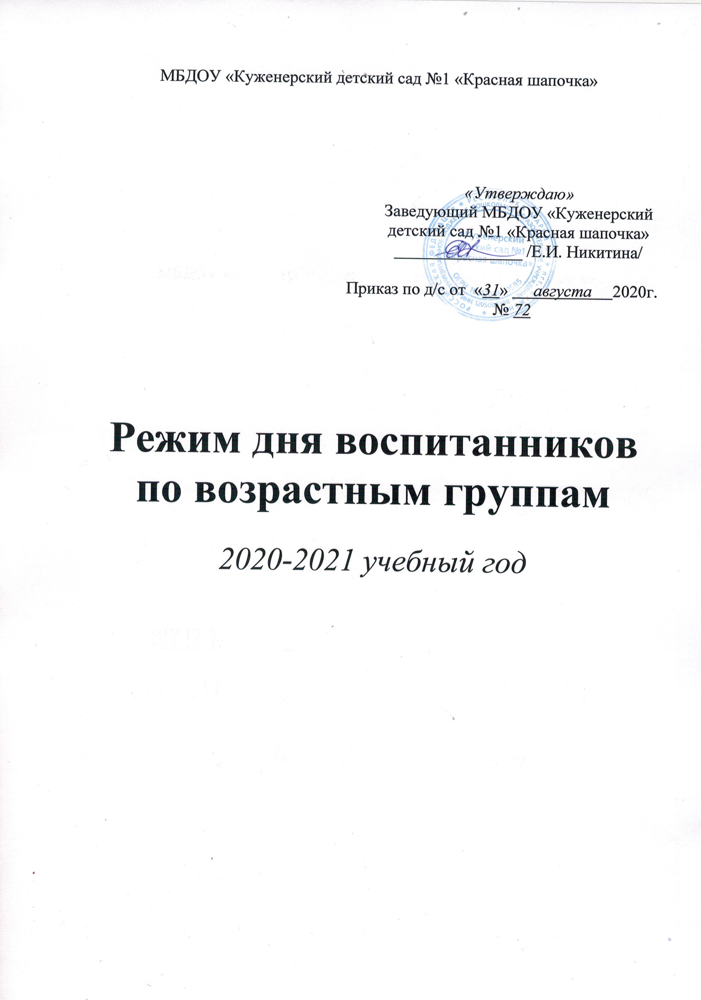 МБДОУ «Куженерский детский сад №1 «Красная шапочка»
«Утверждаю»
Заведующий МБДОУ «Куженерский
детский сад №1 «Красная шапочка»
/Е.И. Никитина/
Приказ по д/с от «31» августа 2020г.
№ 72
Режим дня воспитанников
по возрастным группам
2020-2021 учебный год